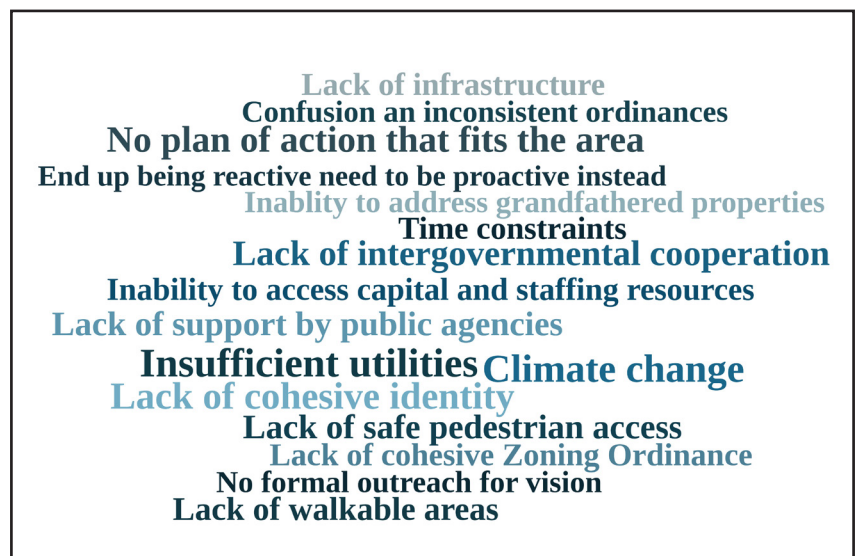 Lack of infrastructure
Confusion an inconsistent ordinances
No plan of action that fits the area
End up being reactive need to be proactive instead
Inablity to address grandfathered properties
Time constraints
Lack of intergovernmental cooperation
Inability to access capital and staffing resources
Lack of support by public agencies
Insufficient utilities Climate change
Lack of cohesive identity
Lack of safe pedestrian access
Lack of cohesive Zoning Ordinance
No formal outreach for vision
Lack of walkable areas